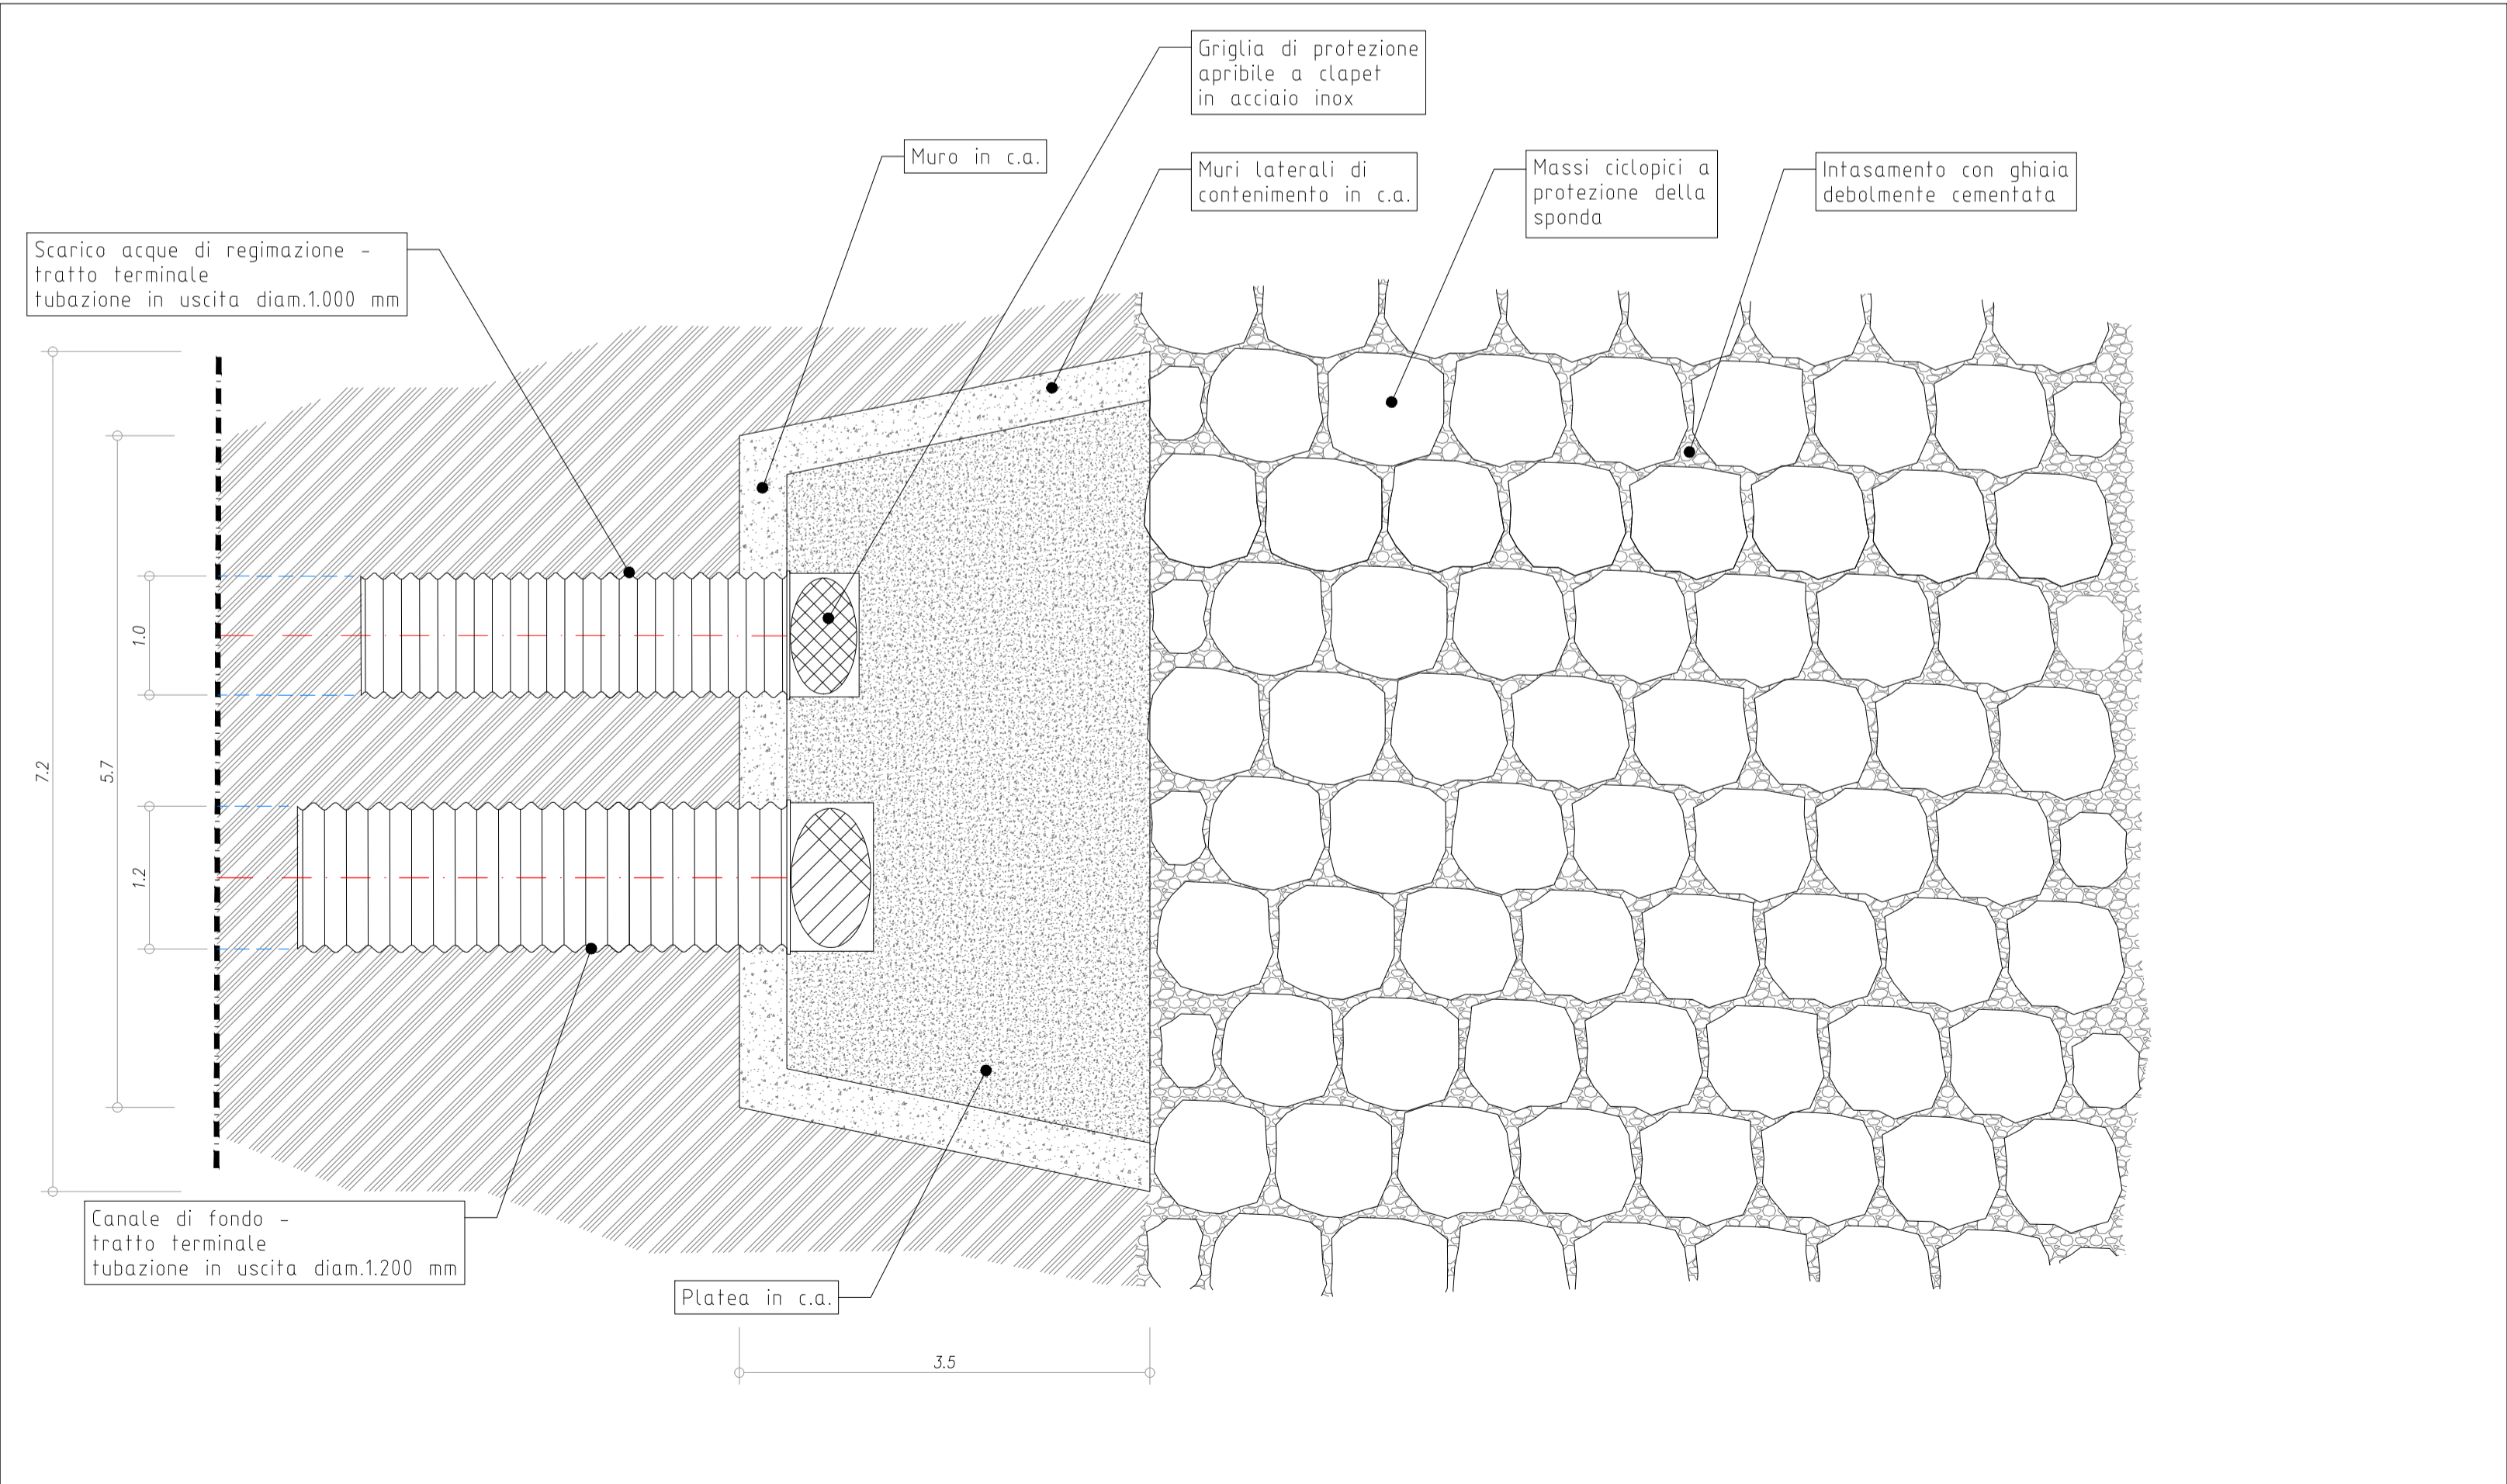 Griglia di protezione
apribile a clapet
in acciaio inox
Muro in c.a.
Muri laterali di
contenimento in c.a.
Massi ciclopici a
protezione della
sponda
Intasamento con ghiaia
debolmente cementata
Scarico acque di regimazione -
tratto terminale
tubazione in uscita diam.1.000 mm
1.0
7.2
5.7
1.2
Canale di fondo -
tratto terminale
tubazione in uscita diam.1.200 mm
Platea in c.a.
3.5